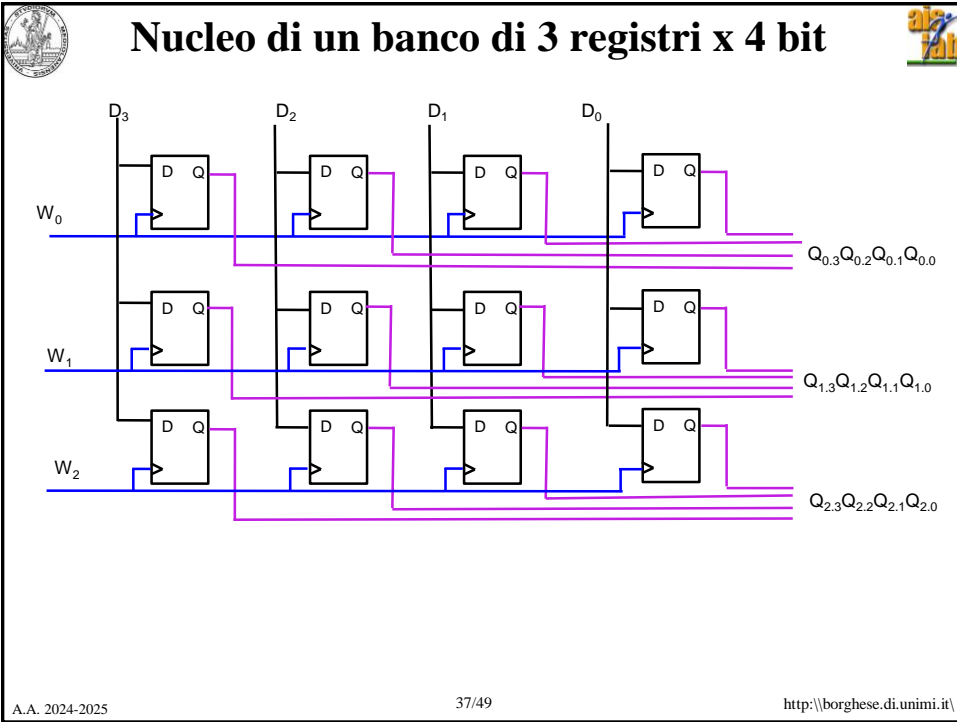 Nucleo di un banco di 3 registri x 4 bit
D3 D2 D1 D0
D Q D Q D Q D Q
W0
Q0.3Q0.2Q0.1Q0.0
D Q D Q D Q D Q
W1
Q1.3Q1.2Q1.1Q1.0
D Q D Q D Q D Q
W2
Q2.3Q2.2Q2.1Q2.0
A.A. 2024-2025 37/49 http:\\borghese.di.unimi.it\